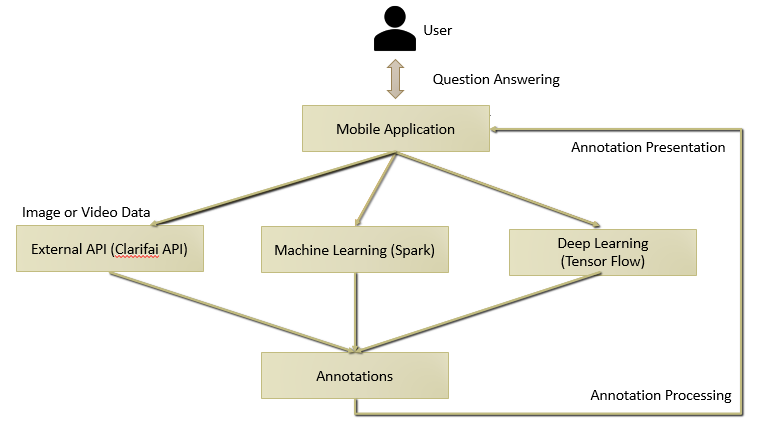 User
Question Answering
Mobile Application
Annotation Presentation
Image or Video Data
External API (Clarifai API)
Machine Learning (Spark)
Deep Learning
(Tensor Flow)
Annotations
Annotation Processing